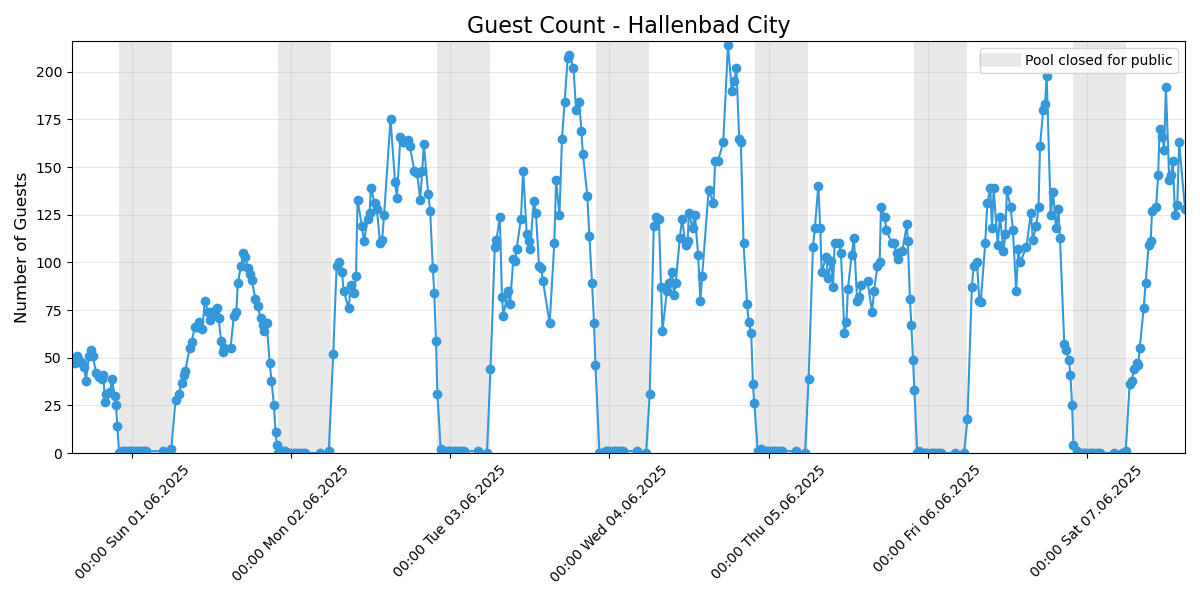 Guest Count - Hallenbad City
Pool closed for public
Number of Guests
200
175
150
125
100
75
50
25
0
00:00 Sun 01.06.2025
00:00 Mon 02.06.2025
00:00 Tue 03.06.2025
00:00 Wed 04.06.2025
00:00 Thu 05.06.2025
00:00 Fri 06.06.2025
00:00 Sat 07.06.2025